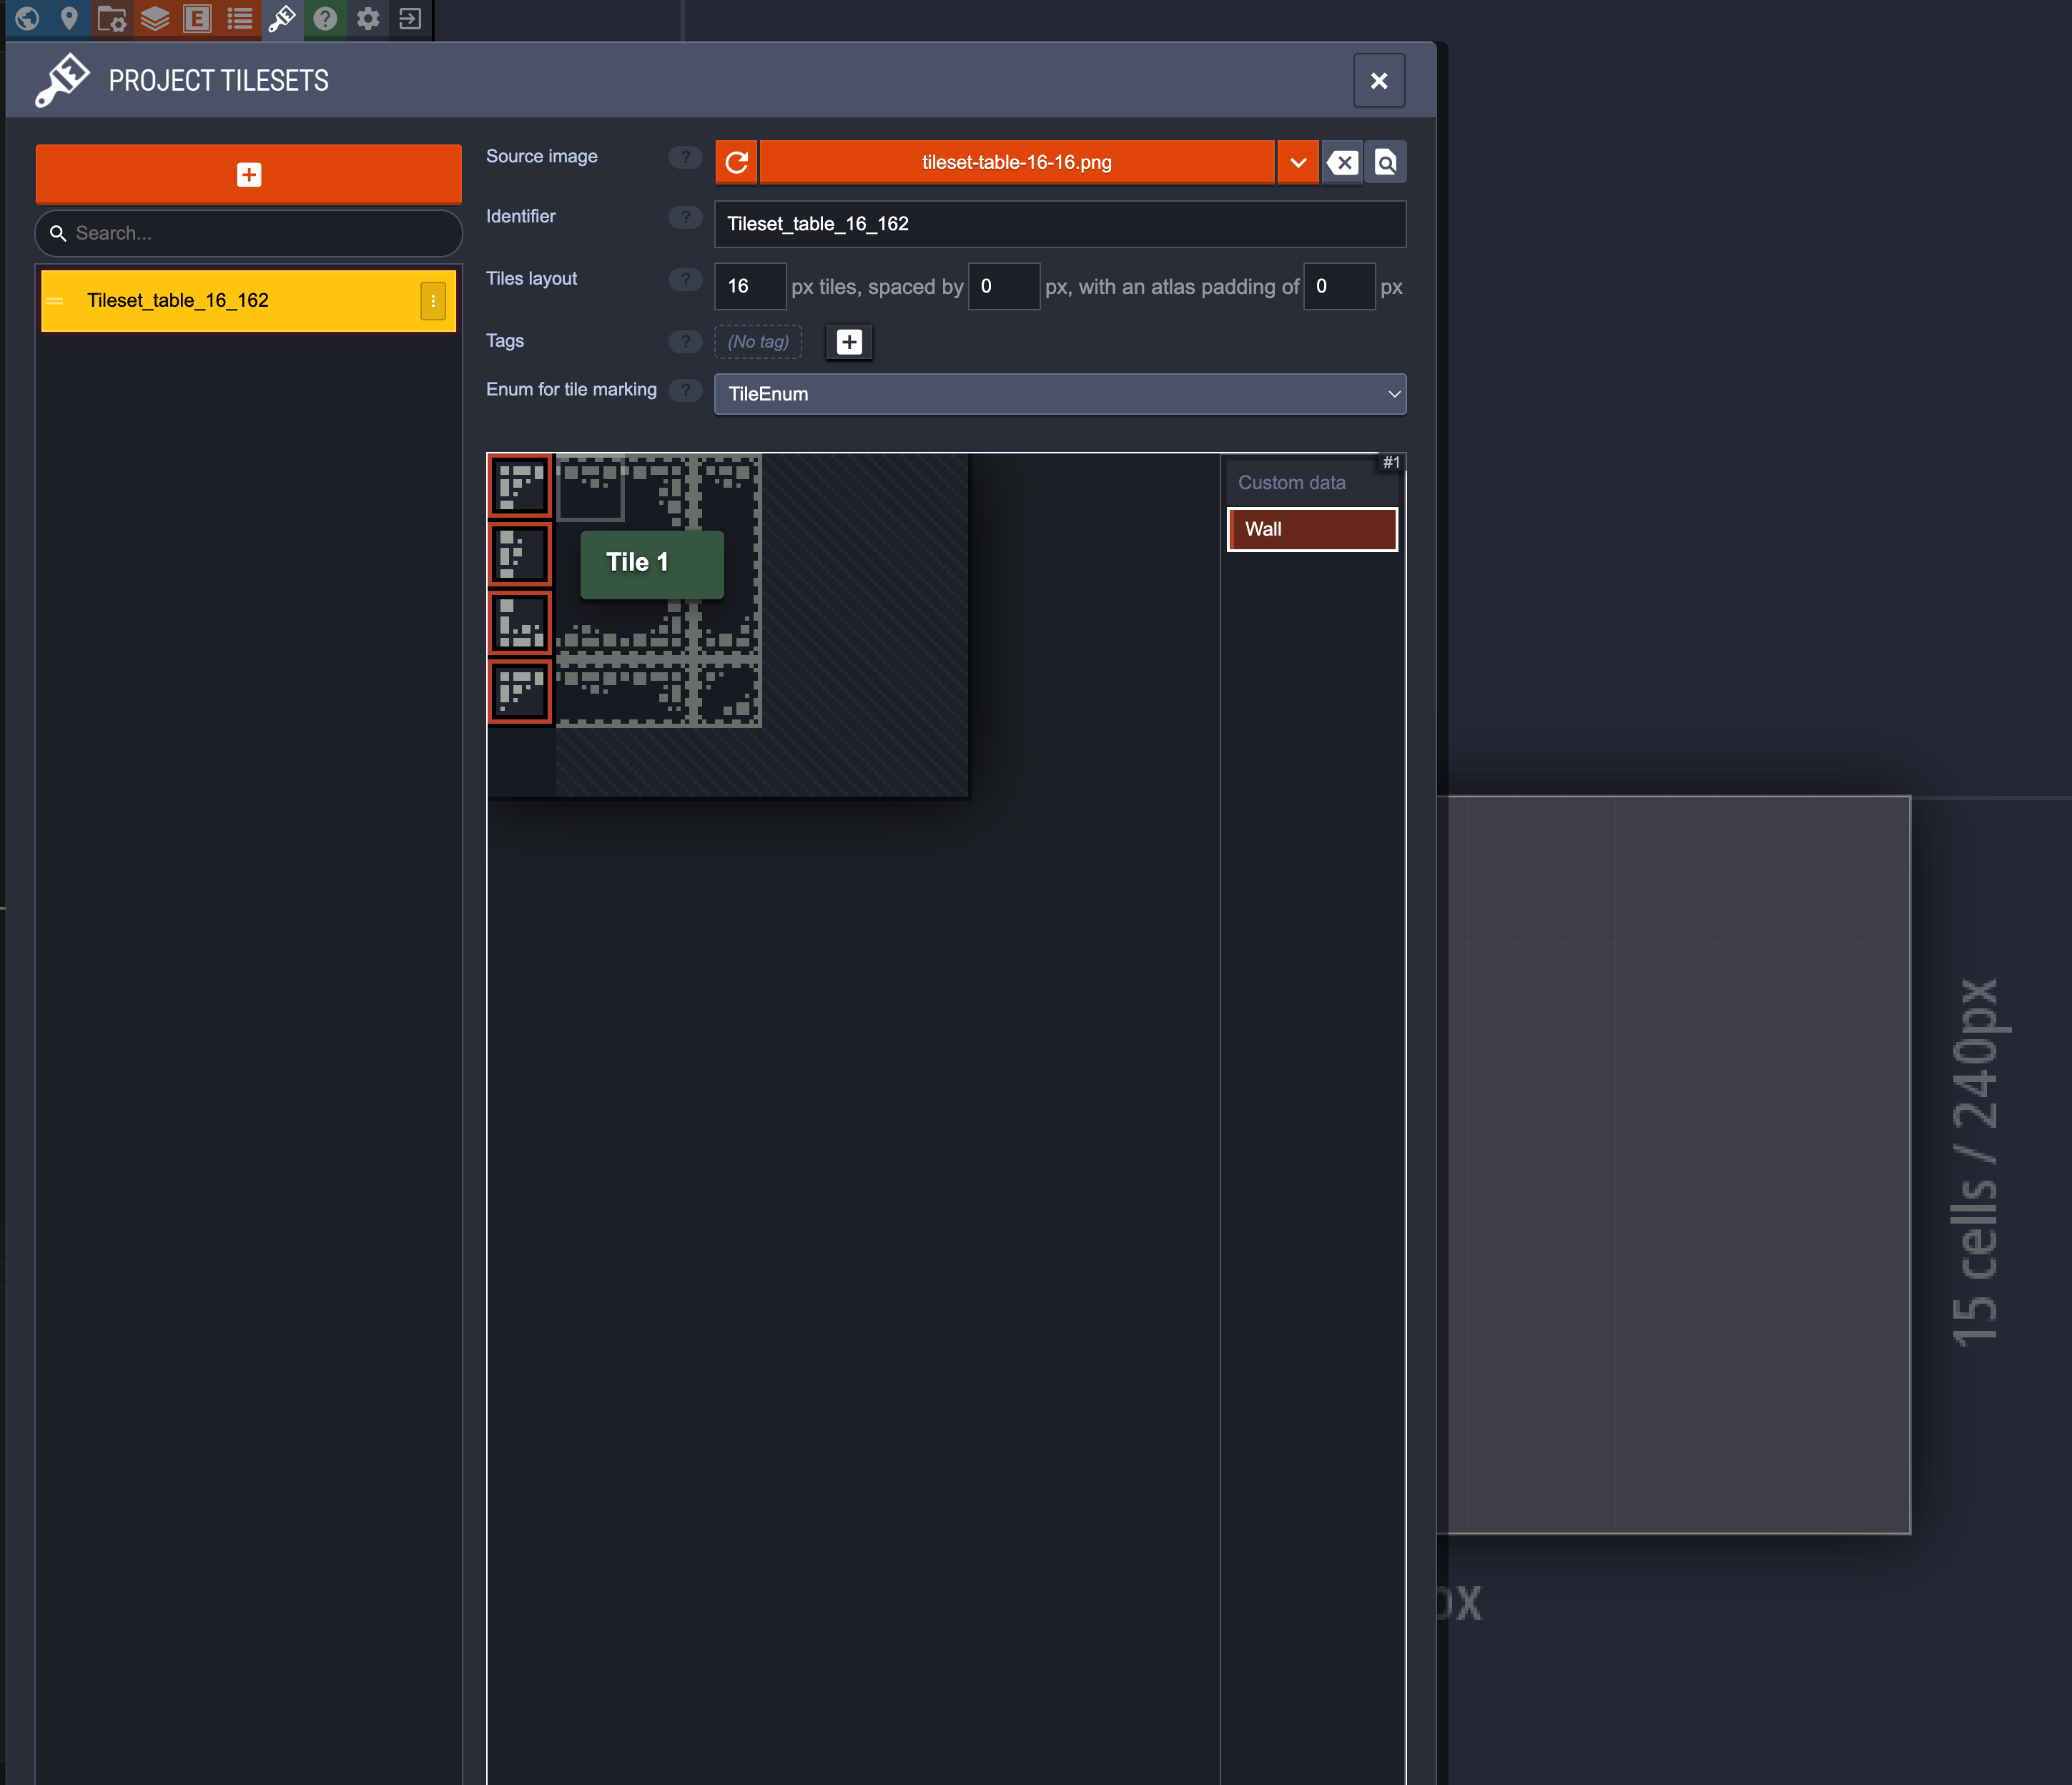 PROJECT TILESETS
Source image ? tileset-table-16-16.png
Search...
Identifier ? Tileset_table_16_162
Tileset_table_16_162
Tiles layout ? 16 px tiles, spaced by 0 px, with an atlas padding of 0 px
Tags ? (No tag)
Enum for tile marking ? TileEnum
#1
Custom data
Wall
Tile 1
15 cells / 240px
px